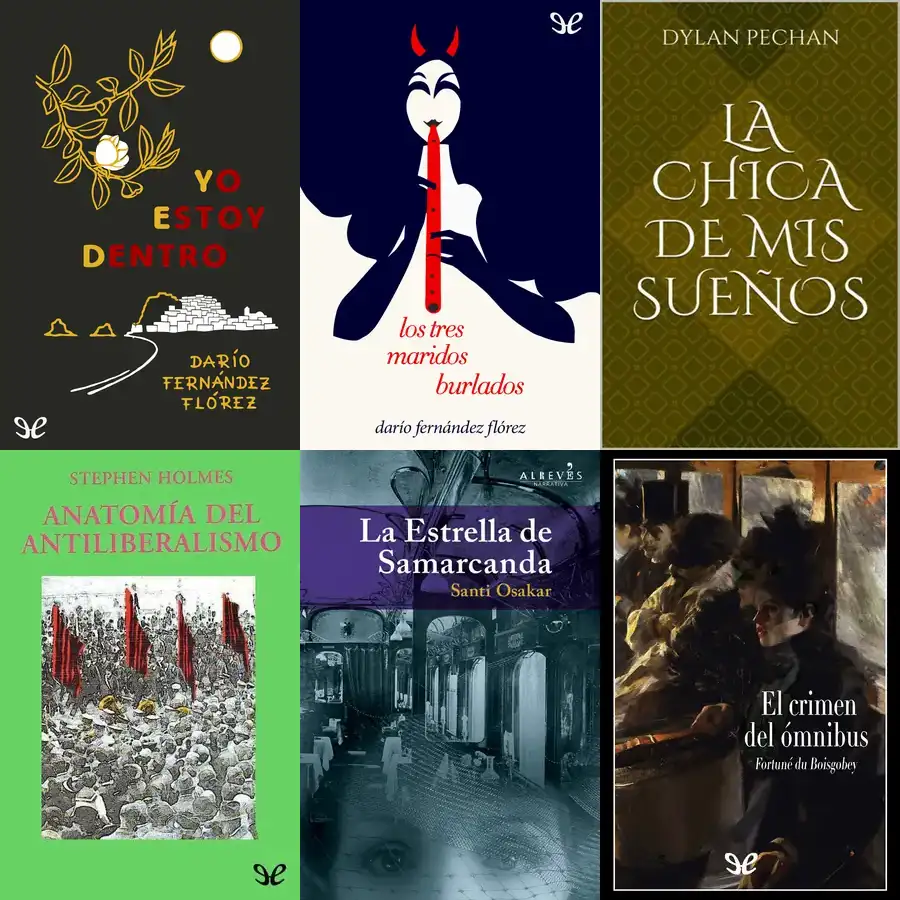 YO
ESTOY
DENTRO
DARÍO
FERNÁNDEZ
FLÓREZ
los tres
maridos
burlados
darío fernández flórez
DYLAN PECHAN
LA
CHICA
DE MIS
SUEÑOS
STEPHEN HOLMES
ANATOMÍA DEL
ANTILIBERALISMO
ALREVÉS
NARRATIVA
La Estrella de
Samarcanda
Santi Osakar
El crimen
del ómnibus
Fortuné du Boisgobey